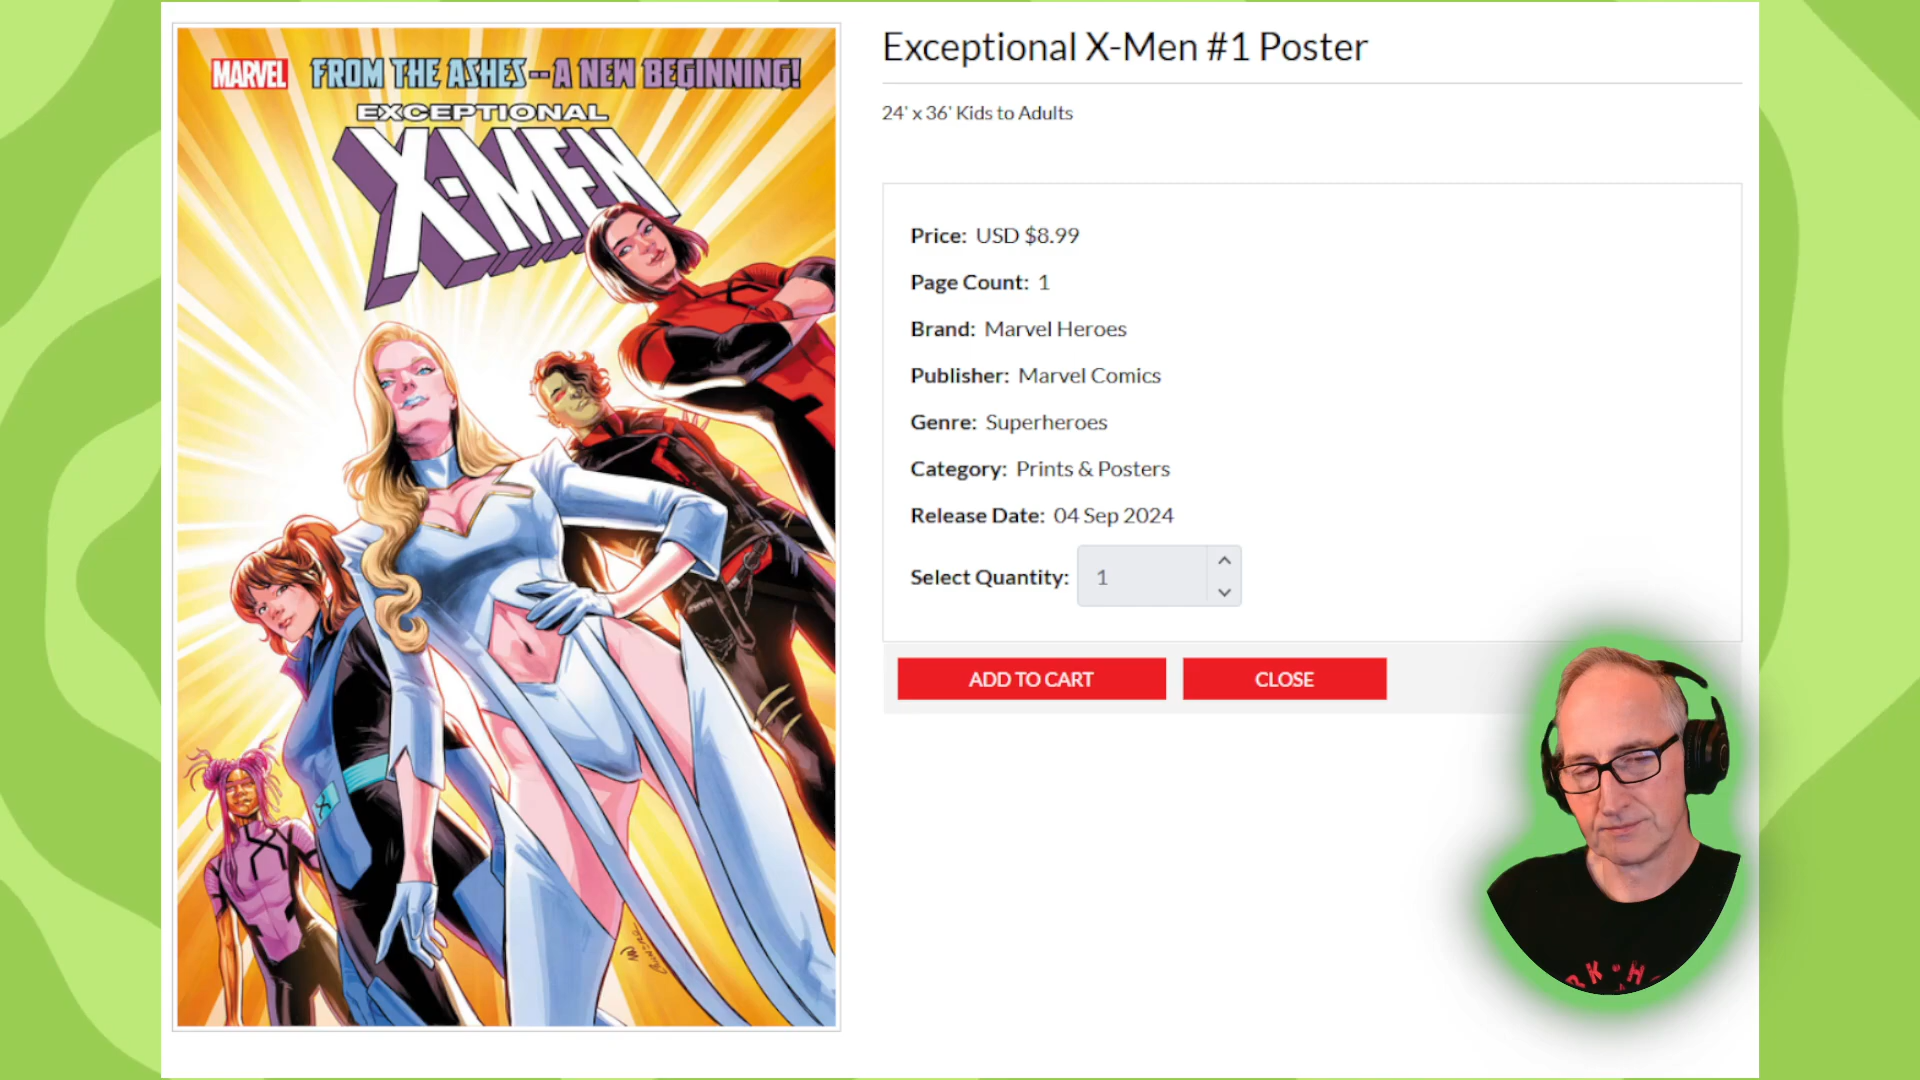 MARVEL
FROM THE ASHES--A NEW BEGINNING!
EXCEPTIONAL
X-MEN
Exceptional X-Men #1 Poster
24' x 36' Kids to Adults
Price: USD $8.99
Page Count: 1
Brand: Marvel Heroes
Publisher: Marvel Comics
Genre: Superheroes
Category: Prints & Posters
Release Date: 04 Sep 2024
Select Quantity: 1
ADD TO CART
CLOSE